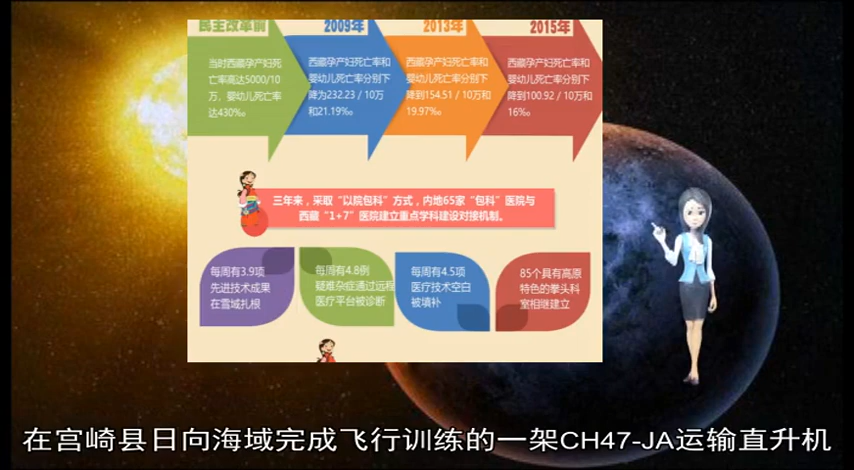 民主改革前
2009年
2013年
2015年
当时西藏孕产妇死
亡率高达5000/10
万，婴幼儿死亡率
达430‰
西藏孕产妇死亡率和
婴幼儿死亡率分别下
降为232.23 / 10万
和21.19‰
西藏孕产妇死亡率和
婴幼儿死亡率分别下
降到154.51 / 10万和
19.97‰
西藏孕产妇死亡率和
婴幼儿死亡率分别下
降到100.92 / 10万和
16‰
三年来，采取“以院包科”方式，内地65家“包科”医院与
西藏“1+7”医院建立重点学科建设对接机制。
每周有3.9项
先进技术成果
在雪域扎根
每周有4.8例
疑难杂症通过远程
医疗平台被诊断
每周有4.5项
医疗技术空白
被填补
85个具有高原
特色的拳头科
室相继建立
在宫崎县日向海域完成飞行训练的一架CH47-JA运输直升机